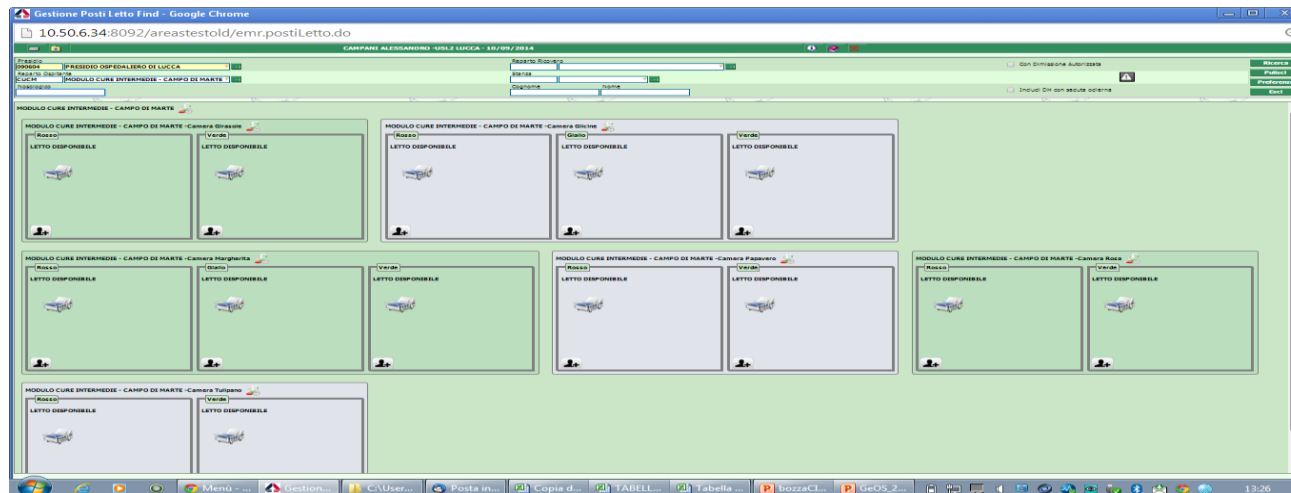 Gestione Posti Letto Find - Google Chrome
10.50.6.34:8092/areastestold/emr.postiLetto.do
CAMPANI ALESSANDRO -USL2 LUCCA - 10/09/2014
Presidio Reparto Ricovero
090604 PRESIDIO OSPEDALIERO DI LUCCA Con Dimissione Autorizzata Ricerca
Reparto Ospitante Stanza Pulisci
CUCM MODULO CURE INTERMEDIE - CAMPO DI MARTE Preferenze
Nosologico Cognome Nome Includi DH con seduta odierna Esci
MODULO CURE INTERMEDIE - CAMPO DI MARTE
MODULO CURE INTERMEDIE - CAMPO DI MARTE -Camera Girasole MODULO CURE INTERMEDIE - CAMPO DI MARTE -Camera Glicine
Rosso Verde Rosso Giallo Verde
LETTO DISPONIBILE LETTO DISPONIBILE LETTO DISPONIBILE LETTO DISPONIBILE LETTO DISPONIBILE
MODULO CURE INTERMEDIE - CAMPO DI MARTE -Camera Margherita MODULO CURE INTERMEDIE - CAMPO DI MARTE -Camera Papavero MODULO CURE INTERMEDIE - CAMPO DI MARTE -Camera Rosa
Rosso Giallo Verde Rosso Verde Rosso Verde
LETTO DISPONIBILE LETTO DISPONIBILE LETTO DISPONIBILE LETTO DISPONIBILE LETTO DISPONIBILE LETTO DISPONIBILE LETTO DISPONIBILE
MODULO CURE INTERMEDIE - CAMPO DI MARTE -Camera Tulipano
Rosso Verde
LETTO DISPONIBILE LETTO DISPONIBILE
Menù - ... Gestion... C:\User... Posta in... Copia d... TABELL... Tabella ... bozzaCI... GeOS_2... 13:26